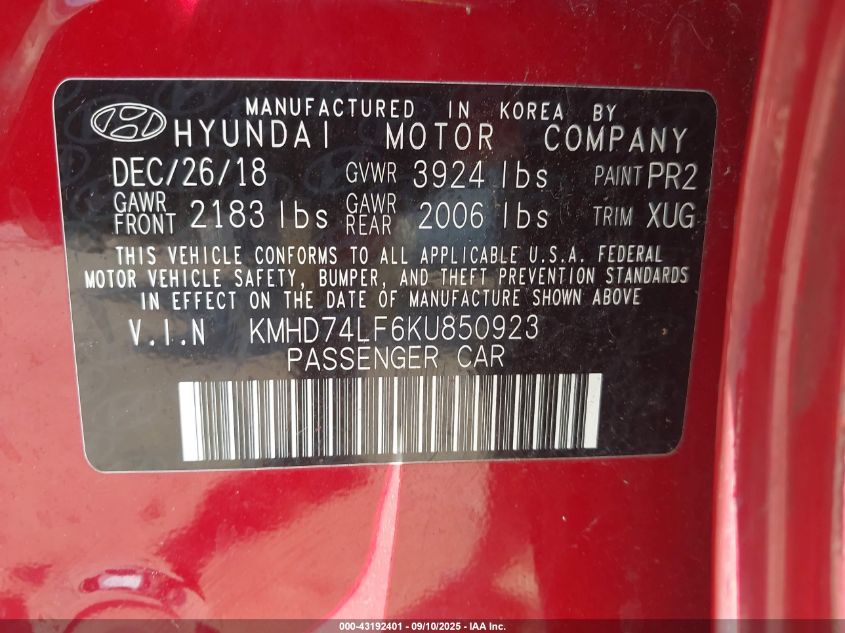 MANUFACTURED IN KOREA BY
HYUNDAI MOTOR COMPANY
DEC/26/18 GVWR 3924 lbs PAINT PR2
GAWR FRONT 2183 lbs GAWR REAR 2006 lbs TRIM XUG
THIS VEHICLE CONFORMS TO ALL APPLICABLE U.S.A. FEDERAL
MOTOR VEHICLE SAFETY, BUMPER, AND THEFT PREVENTION STANDARDS
IN EFFECT ON THE DATE OF MANUFACTURE SHOWN ABOVE
V.I.N KMHD74LF6KU850923
PASSENGER CAR
000-43192401 - 09/10/2025 - IAA Inc.